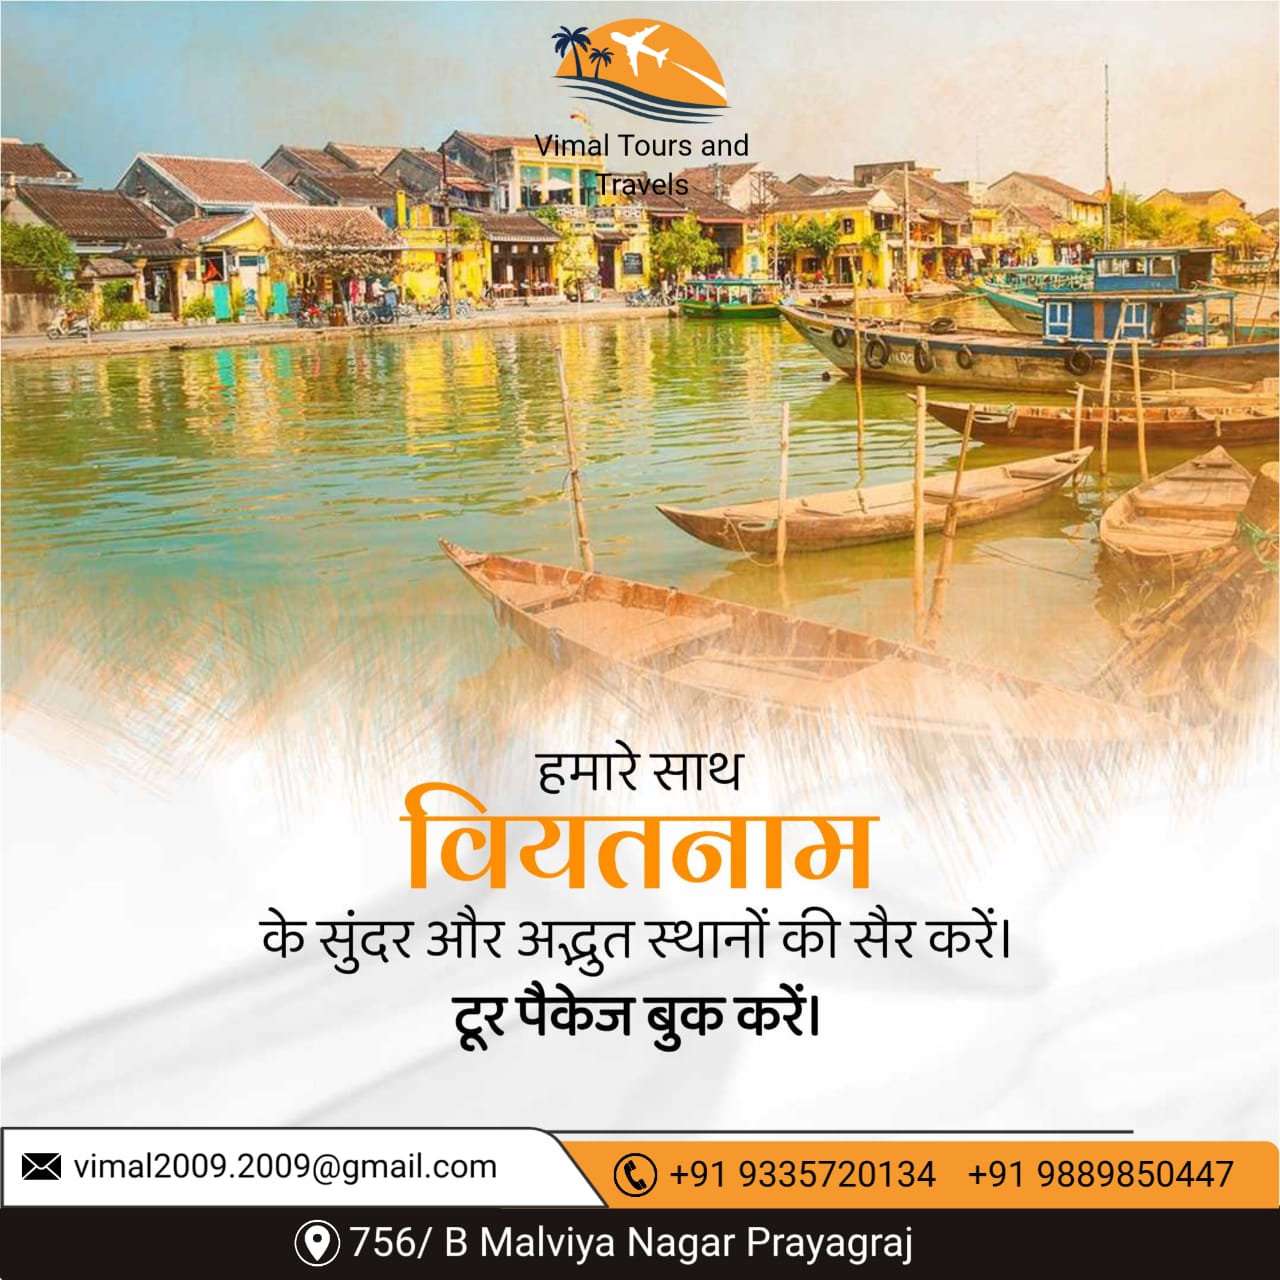 Vimal Tours and
Travels
हमारे साथ
वियतनाम
के सुंदर और अद्भुत स्थानों की सैर करें।
टूर पैकेज बुक करें।
vimal2009.2009@gmail.com
+91 9335720134 +91 9889850447
756/ B Malviya Nagar Prayagraj